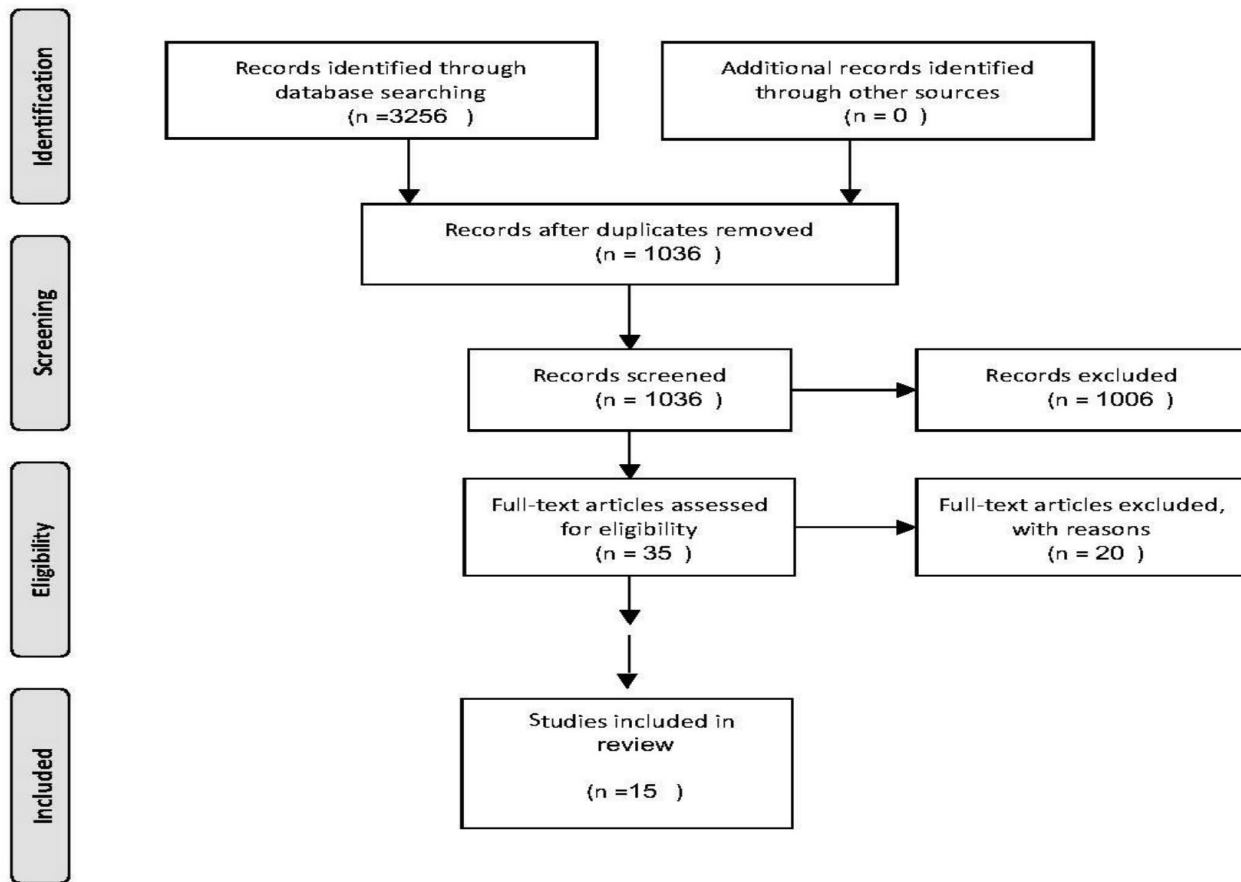 Identification
Records identified through
database searching
(n =3256 )
Additional records identified
through other sources
(n = 0 )
Records after duplicates removed
(n = 1036 )
Screening
Records screened
(n = 1036 )
Records excluded
(n = 1006 )
Eligibility
Full-text articles assessed
for eligibility
(n = 35 )
Full-text articles excluded,
with reasons
(n = 20 )
Included
Studies included in
review
(n =15 )